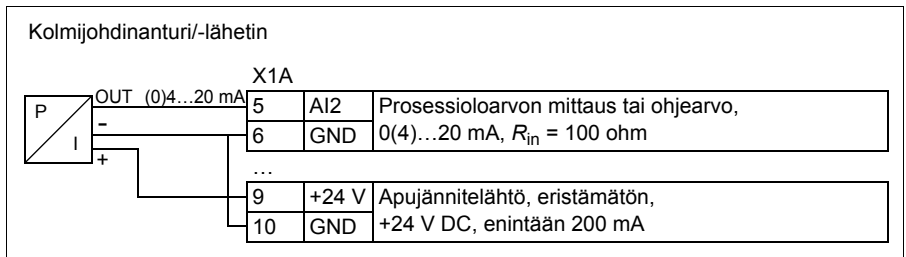 Kolmijohdinanturi/-lähetin
X1A
P
I
OUT (0)4…20 mA
-
+
5 AI2 Prosessioloarvon mittaus tai ohjearvo,
6 GND 0(4)…20 mA, Rin = 100 ohm
…
9 +24 V Apujännitelähtö, eristämätön,
10 GND +24 V DC, enintään 200 mA